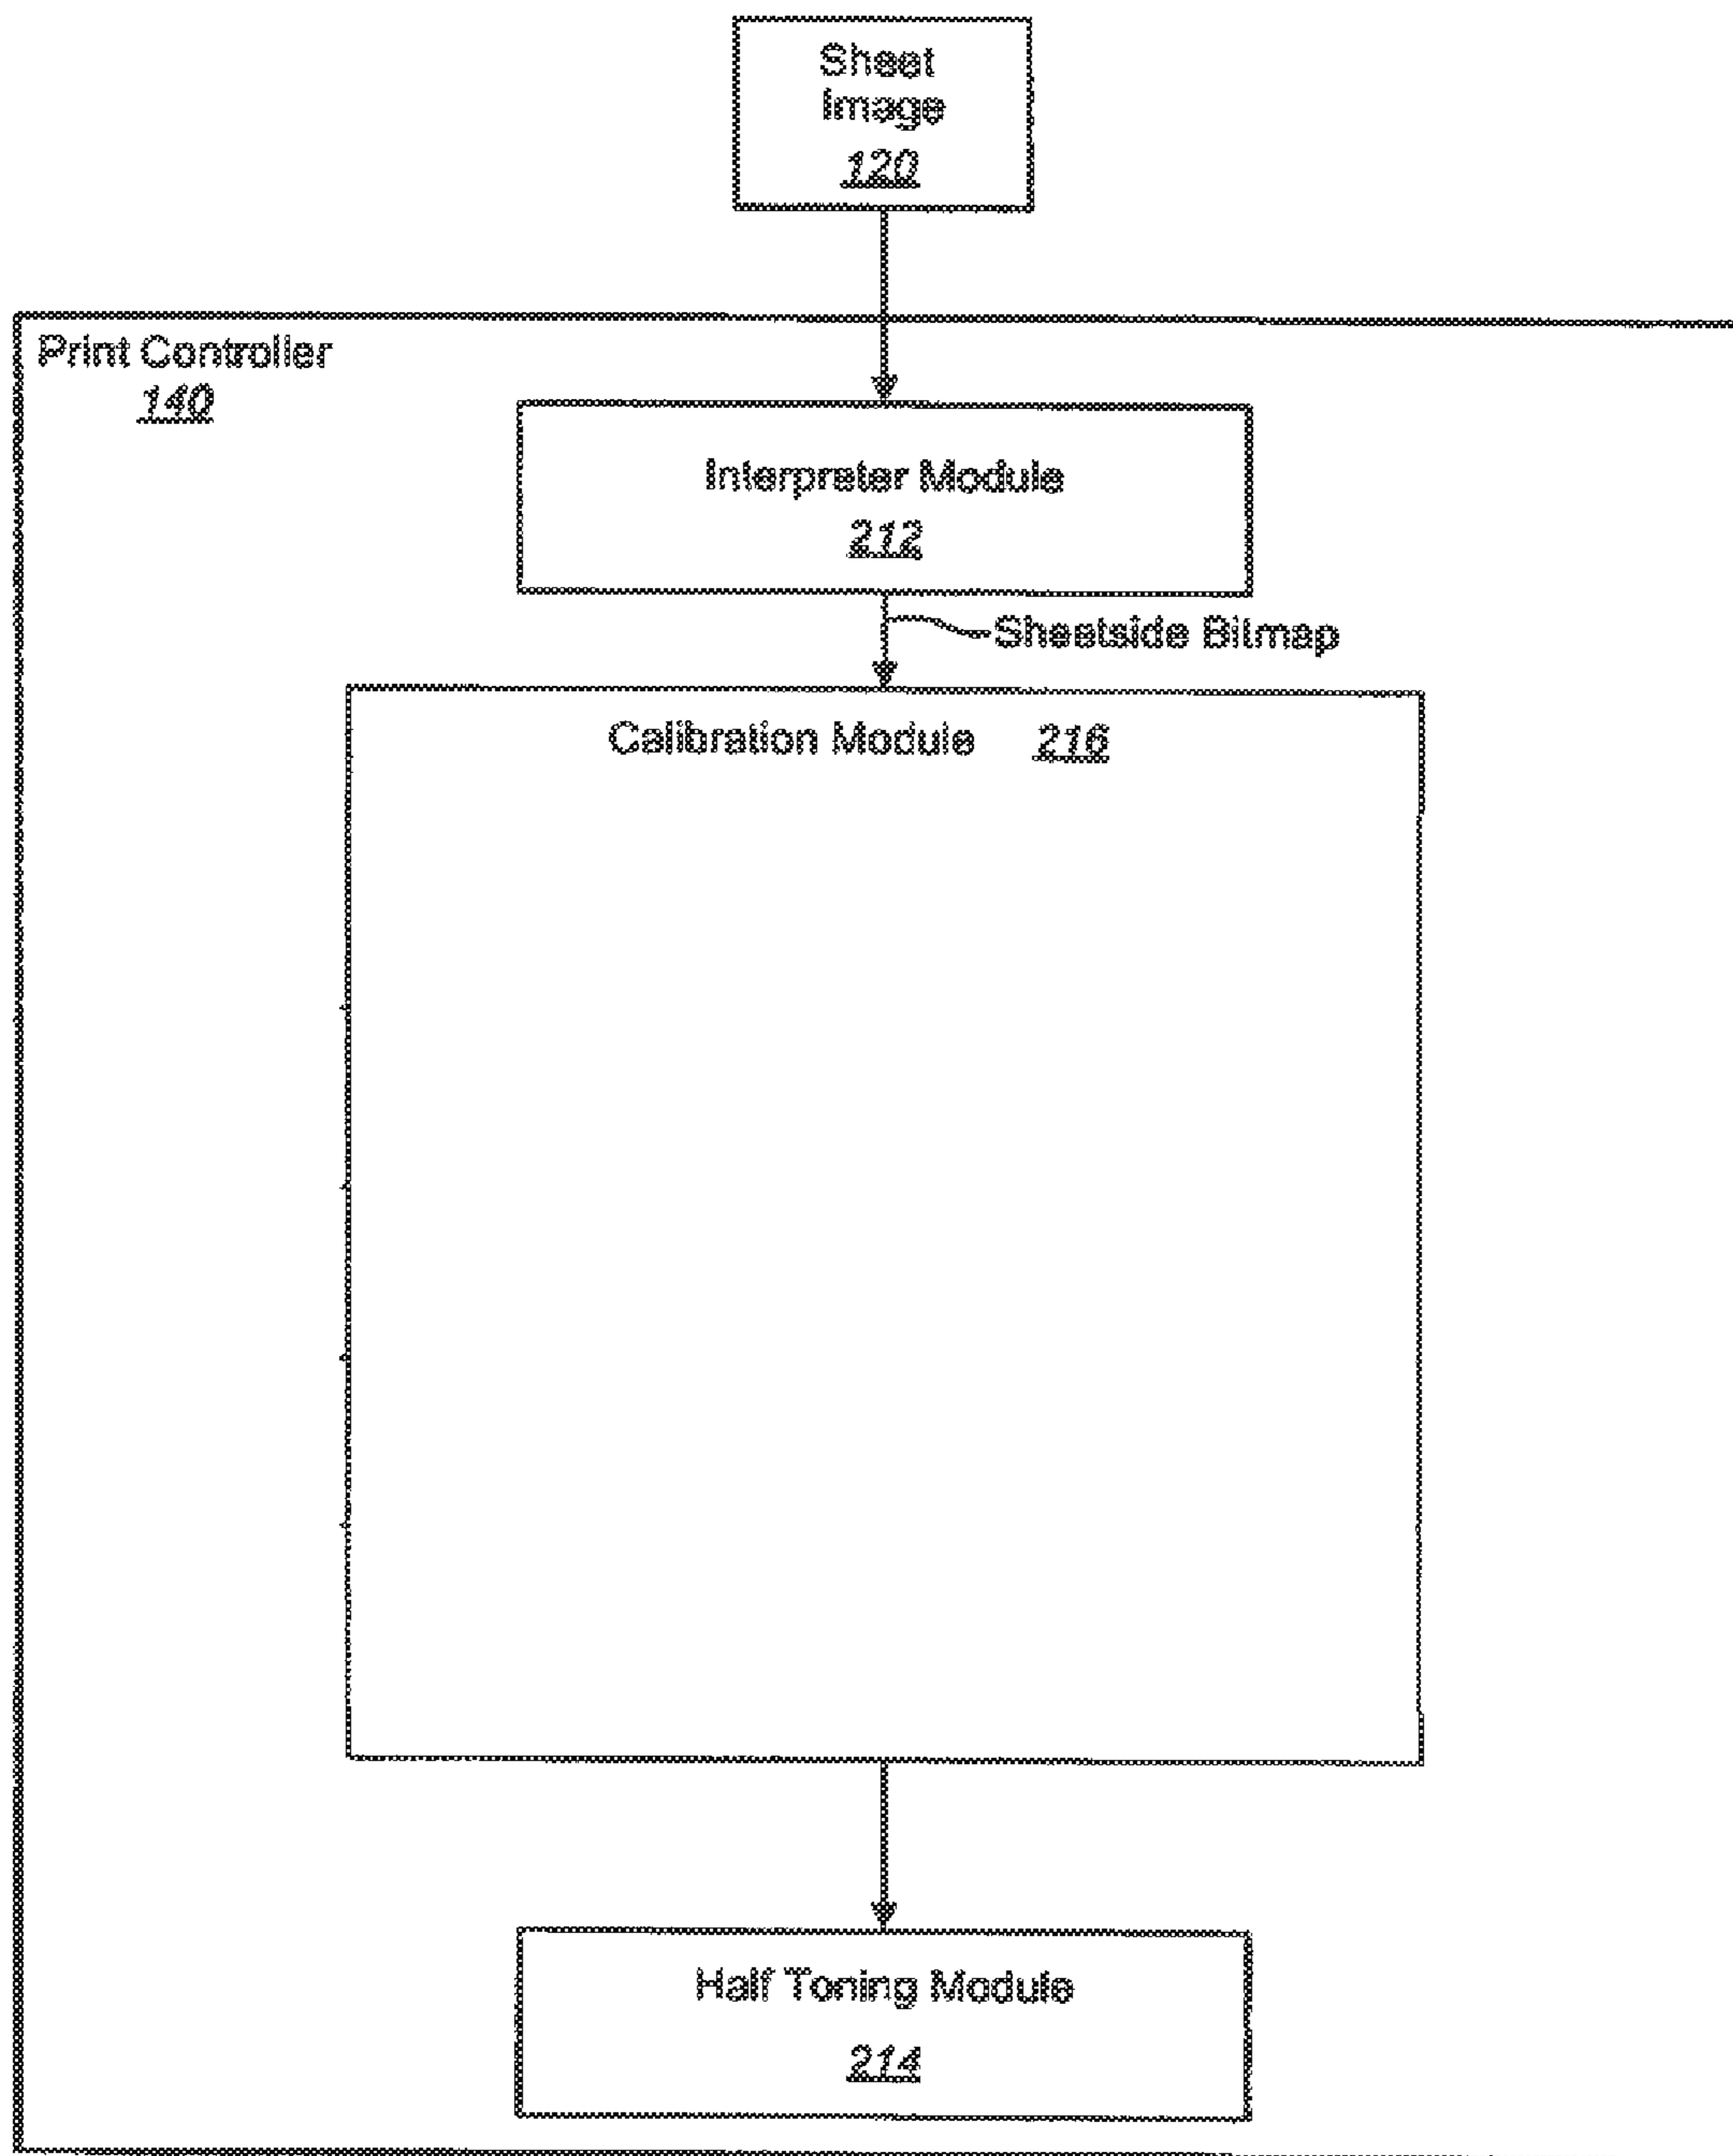 Sheet
Image
120
Print Controller
140
Interpreter Module
212
Sheetside Bitmap
Calibration Module 216
Half Toning Module
214